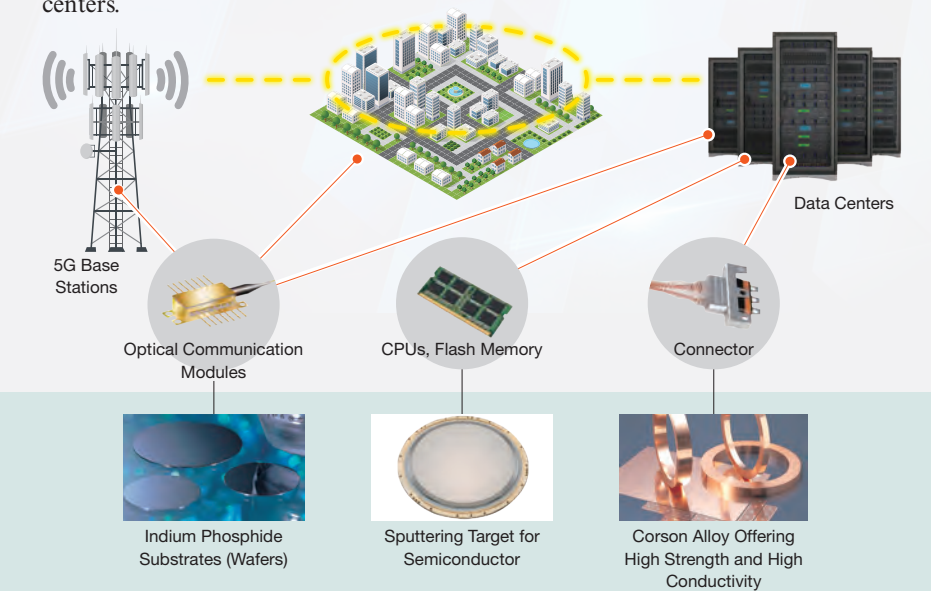 centers.
Data Centers
5G Base
Stations
Optical Communication
Modules
CPUs, Flash Memory
Connector
Indium Phosphide
Substrates (Wafers)
Sputtering Target for
Semiconductor
Corson Alloy Offering
High Strength and High
Conductivity